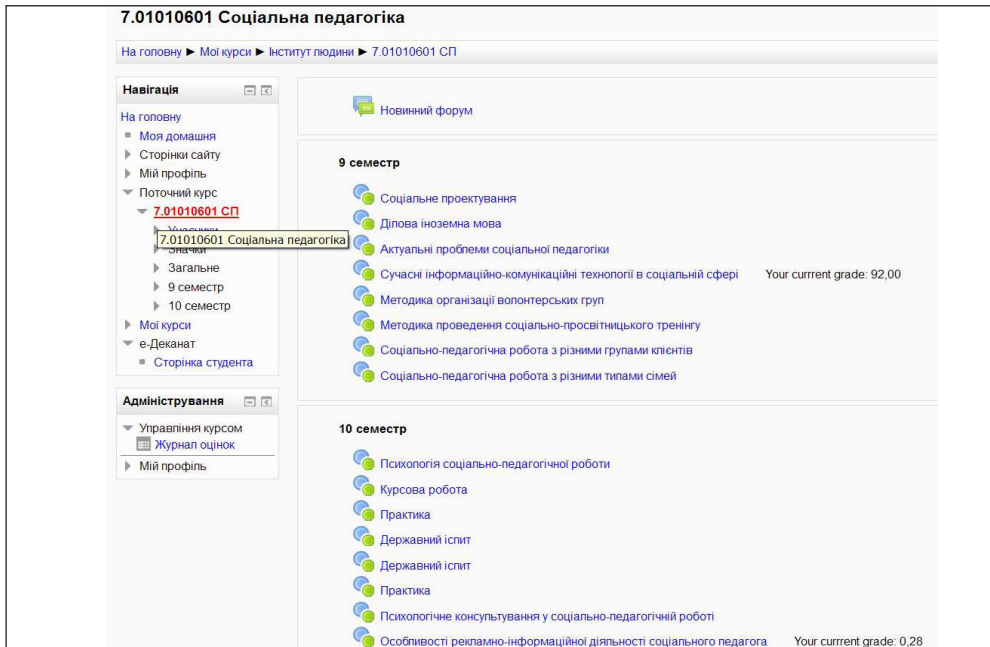 7.01010601 Соціальна педагогіка
На головну ► Мої курси ► Інститут людини ► 7.01010601 СП
Навігація
На головну
Моя домашня
Сторінки сайту
Мій профіль
Поточний курс
7.01010601 СП
Учасники
7.01010601 Соціальна педагогіка
Значки
Загальне
9 семестр
10 семестр
Мої курси
е-Деканат
Сторінка студента
Адміністрування
Управління курсом
Журнал оцінок
Мій профіль
Новинний форум
9 семестр
Соціальне проектування
Ділова іноземна мова
Актуальні проблеми соціальної педагогіки
Сучасні інформаційно-комунікаційні технології в соціальній сфері Your currrent grade: 92,00
Методика організації волонтерських груп
Методика проведення соціально-просвітницького тренінгу
Соціально-педагогічна робота з різними групами клієнтів
Соціально-педагогічна робота з різними типами сімей
10 семестр
Психологія соціально-педагогічної роботи
Курсова робота
Практика
Державний іспит
Державний іспит
Практика
Психологічне консультування у соціально-педагогічній роботі
Особливості рекламно-інформаційної діяльності соціального педагога Your currrent grade: 0,28